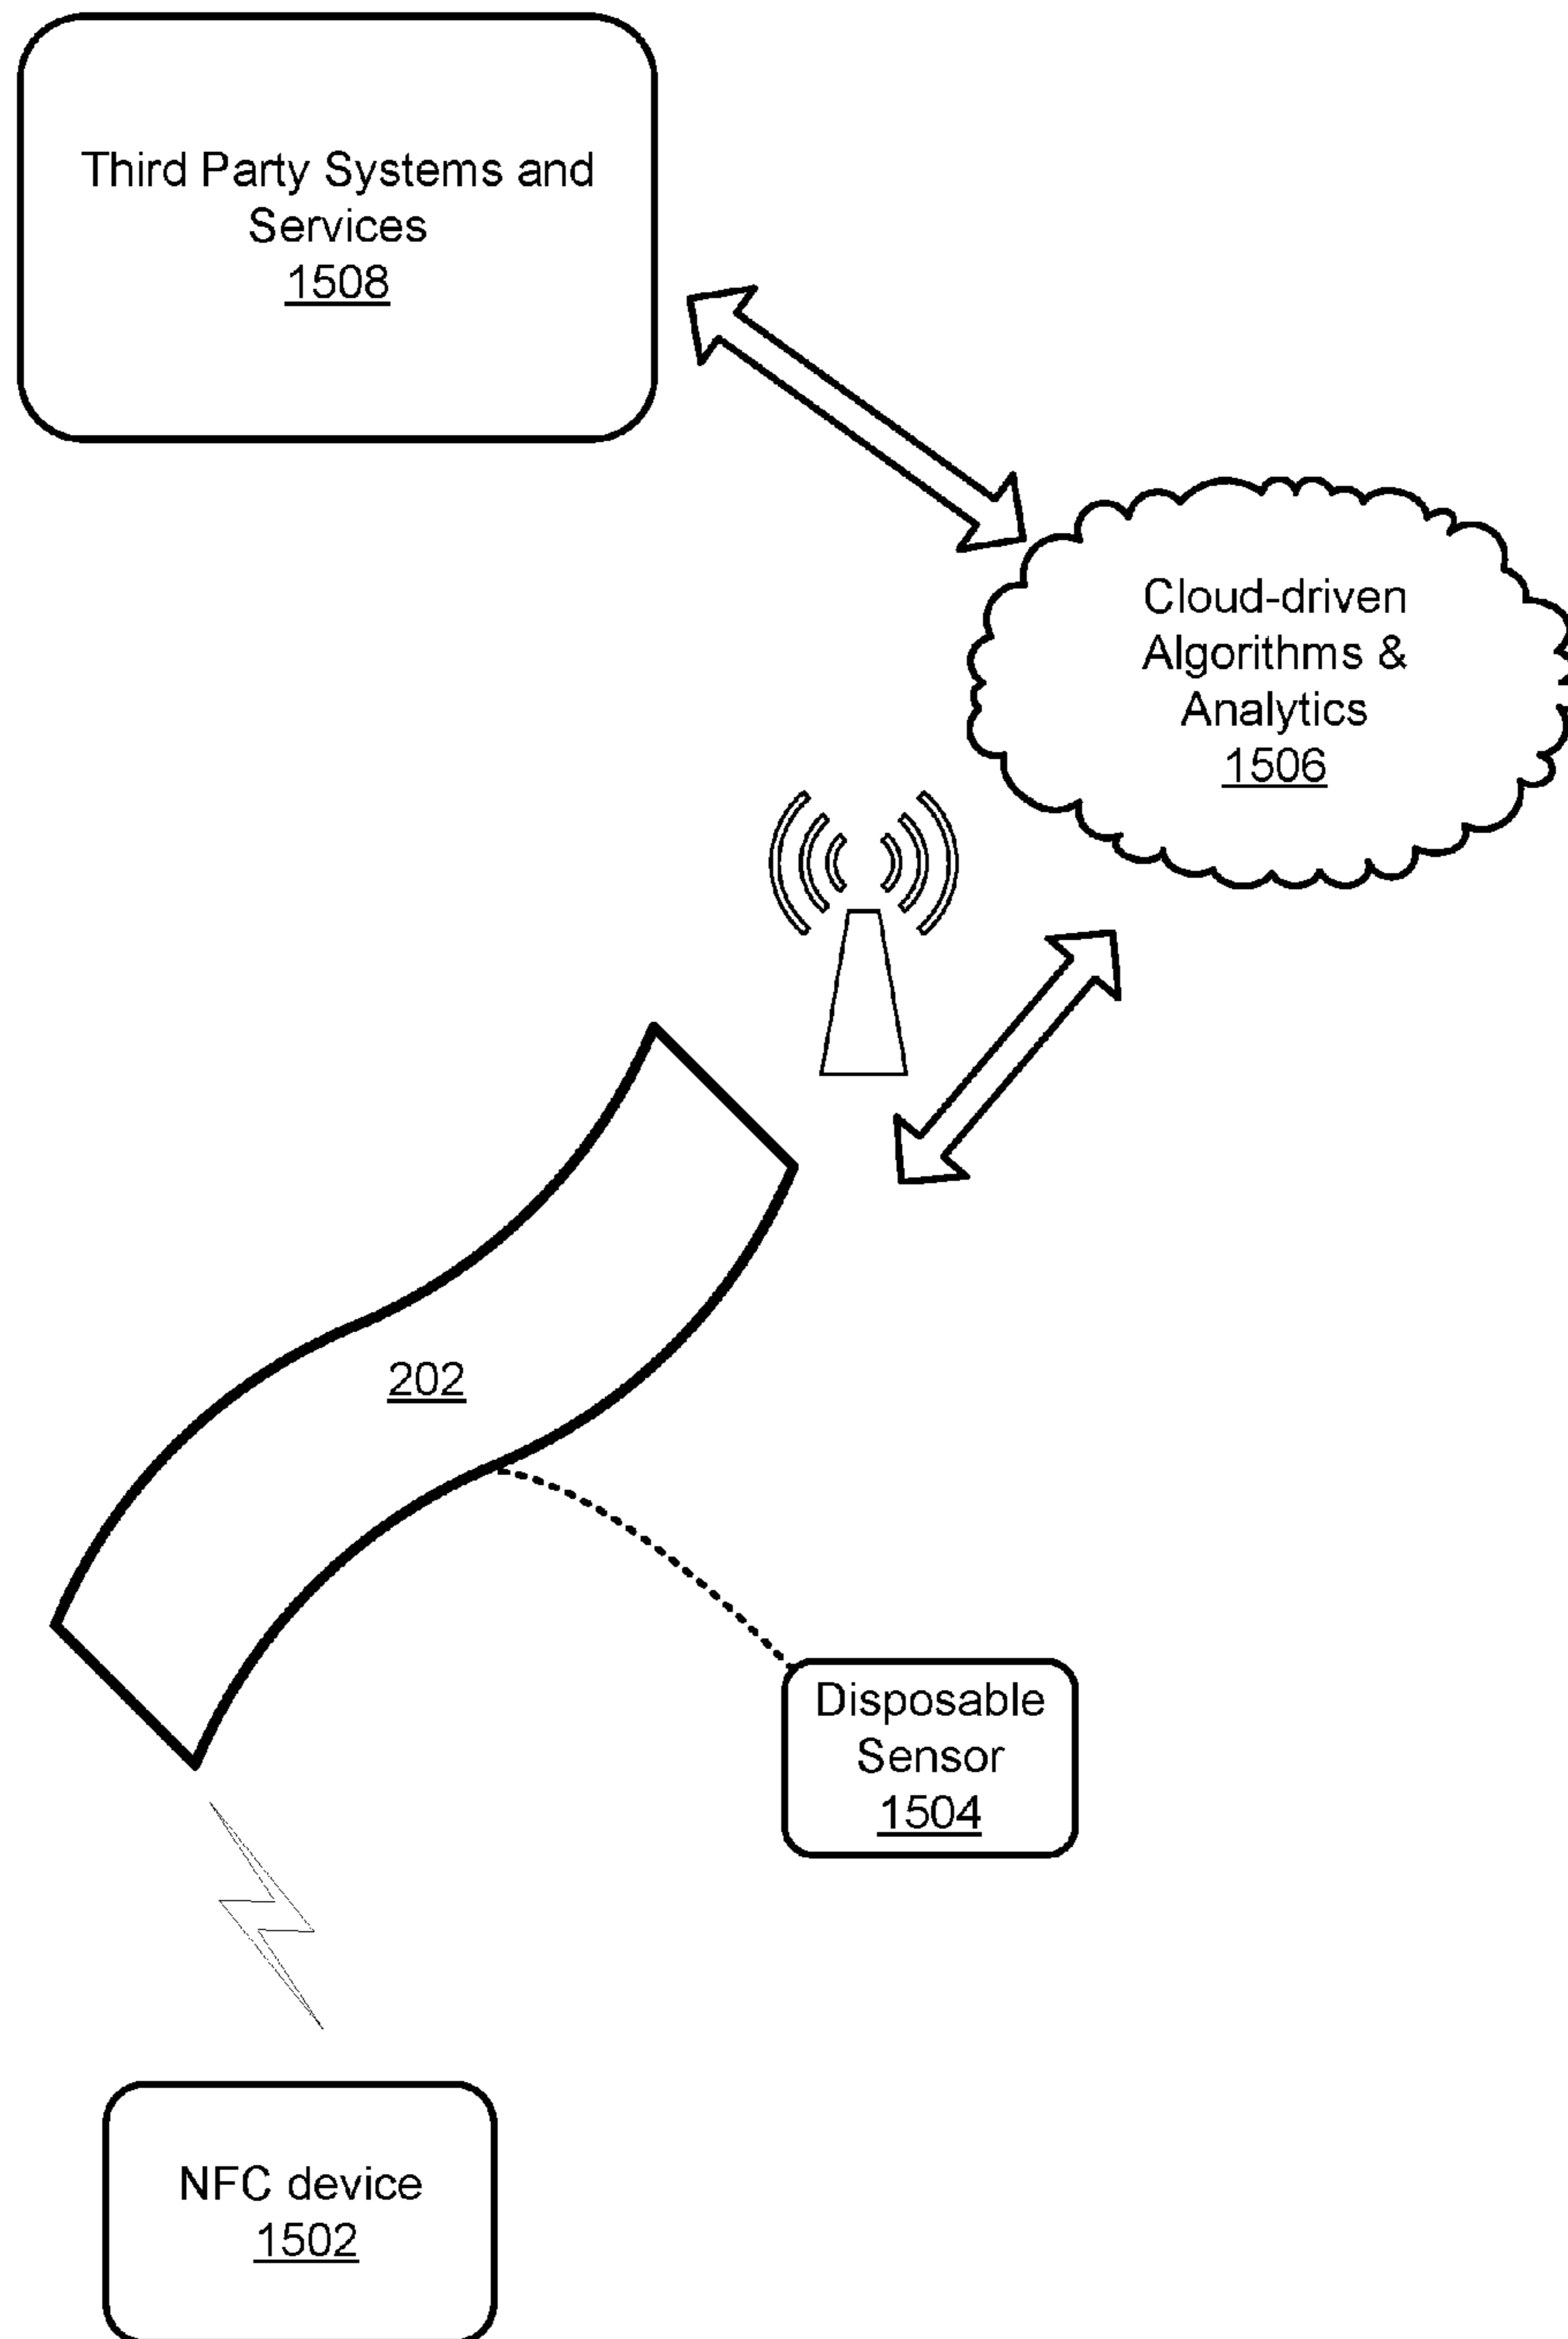 Third Party Systems and
Services
1508
Cloud-driven
Algorithms &
Analytics
1506
202
Disposable
Sensor
1504
NFC device
1502